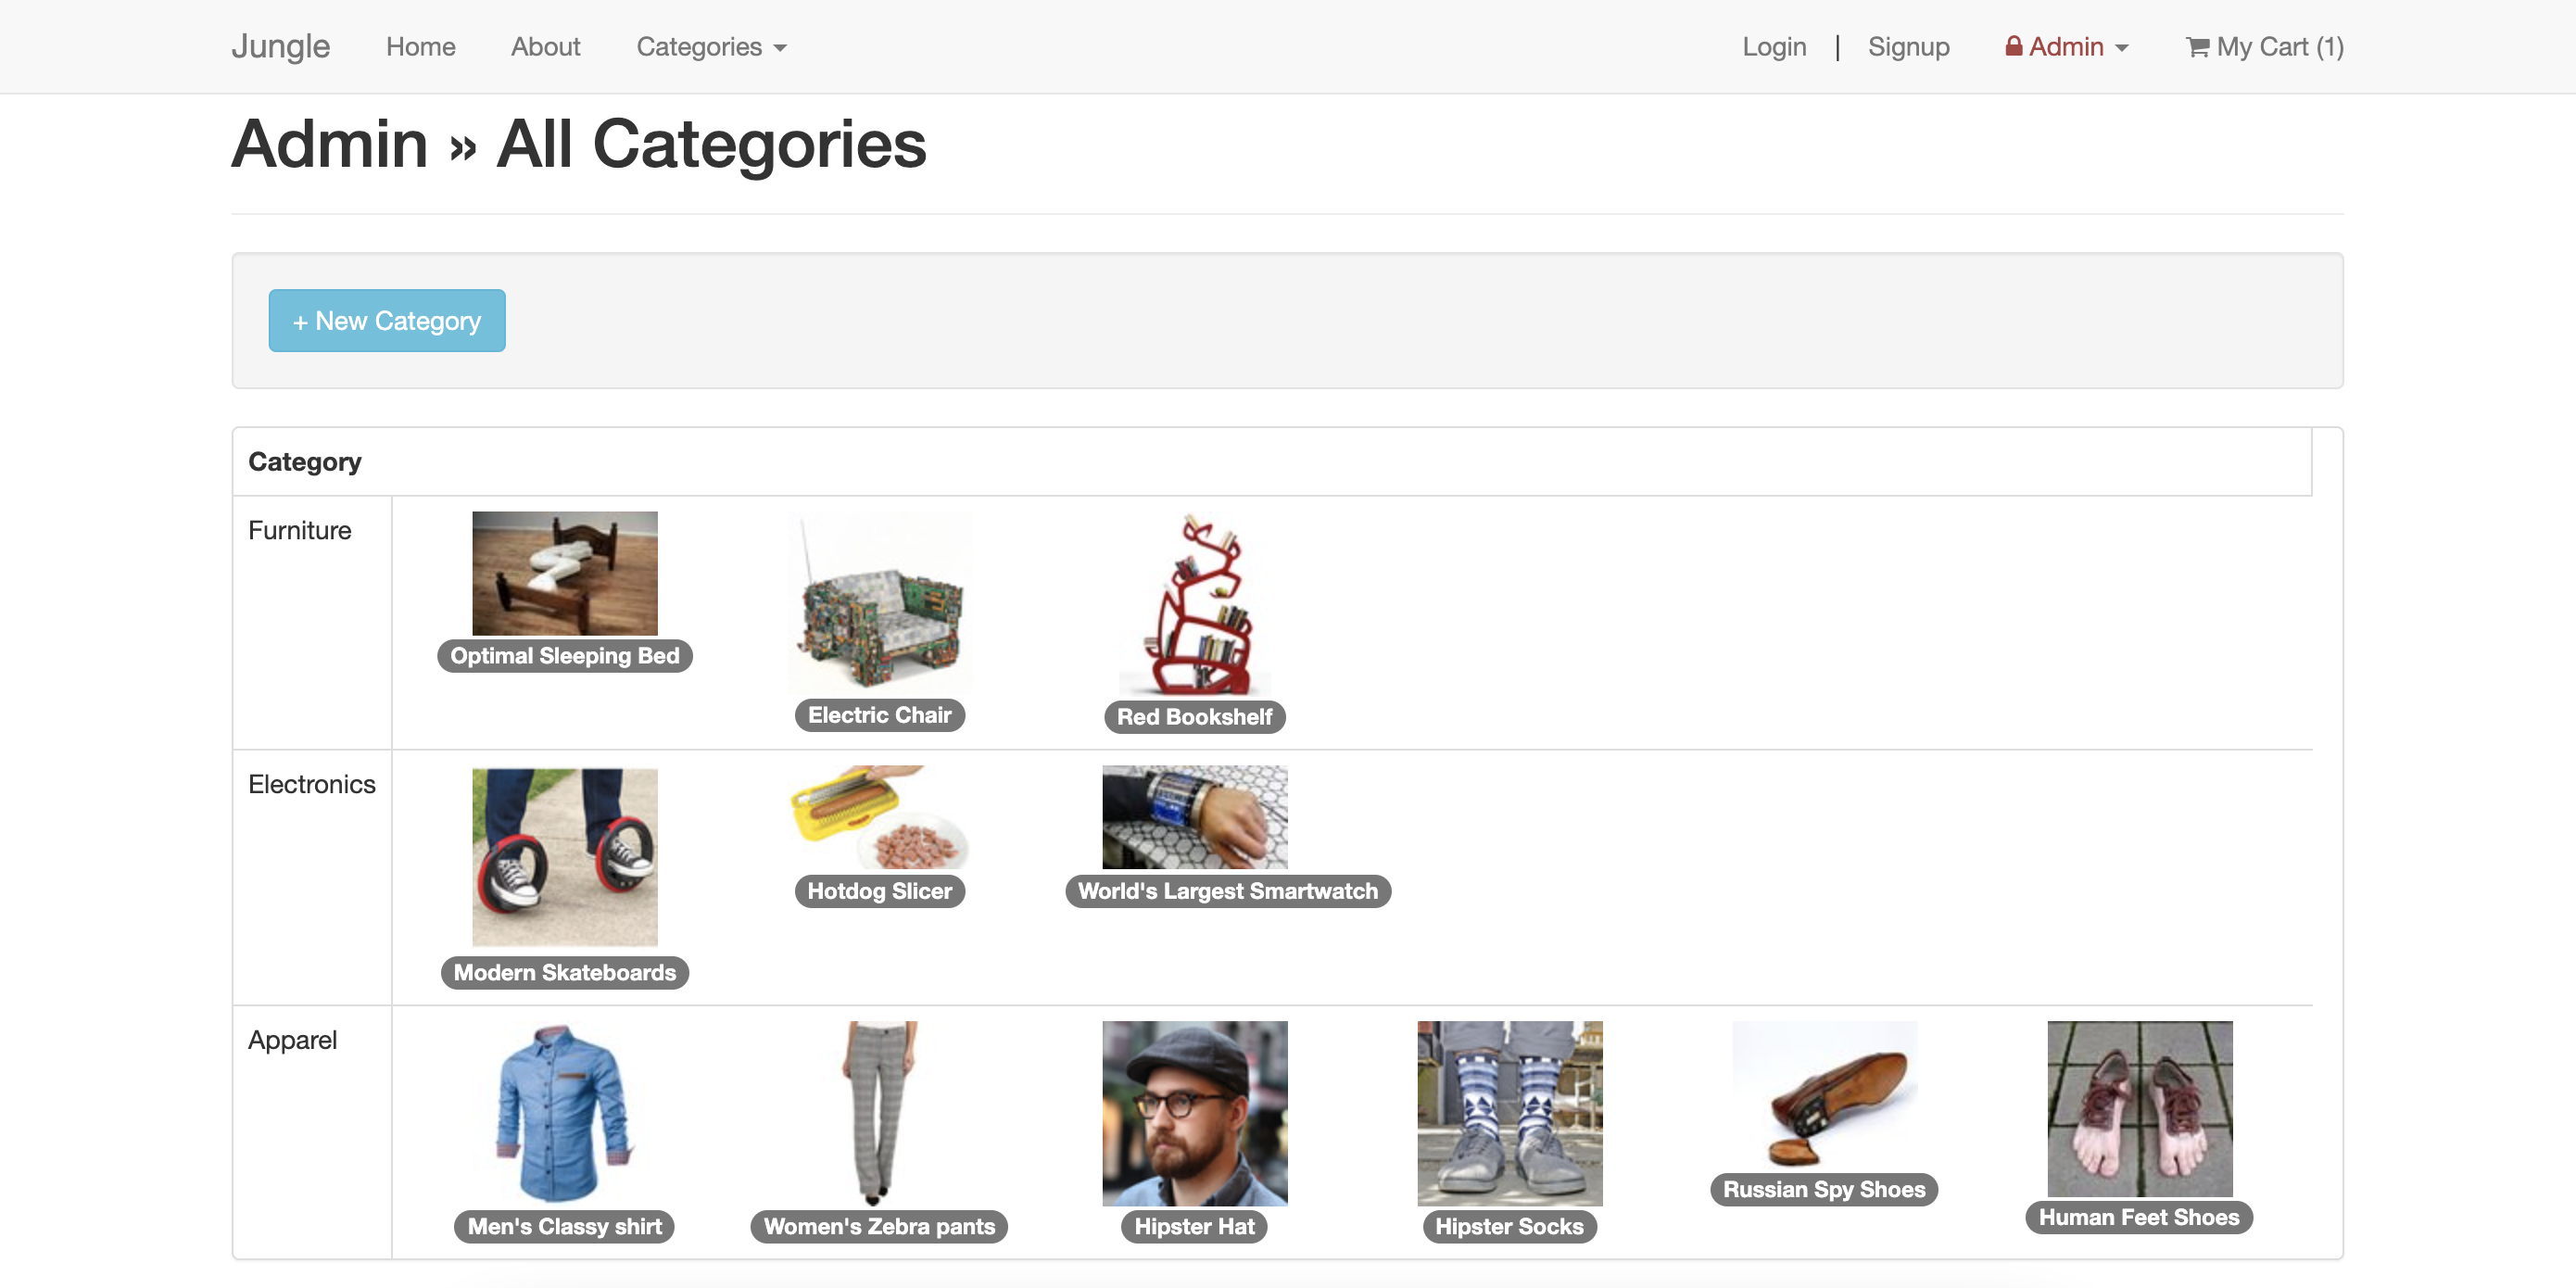 Jungle Home About Categories Login | Signup Admin My Cart (1)
Admin » All Categories
+ New Category
Category
Furniture
Optimal Sleeping Bed
Electric Chair
Red Bookshelf
Electronics
Modern Skateboards
Hotdog Slicer
World's Largest Smartwatch
Apparel
Men's Classy shirt
Women's Zebra pants
Hipster Hat
Hipster Socks
Russian Spy Shoes
Human Feet Shoes